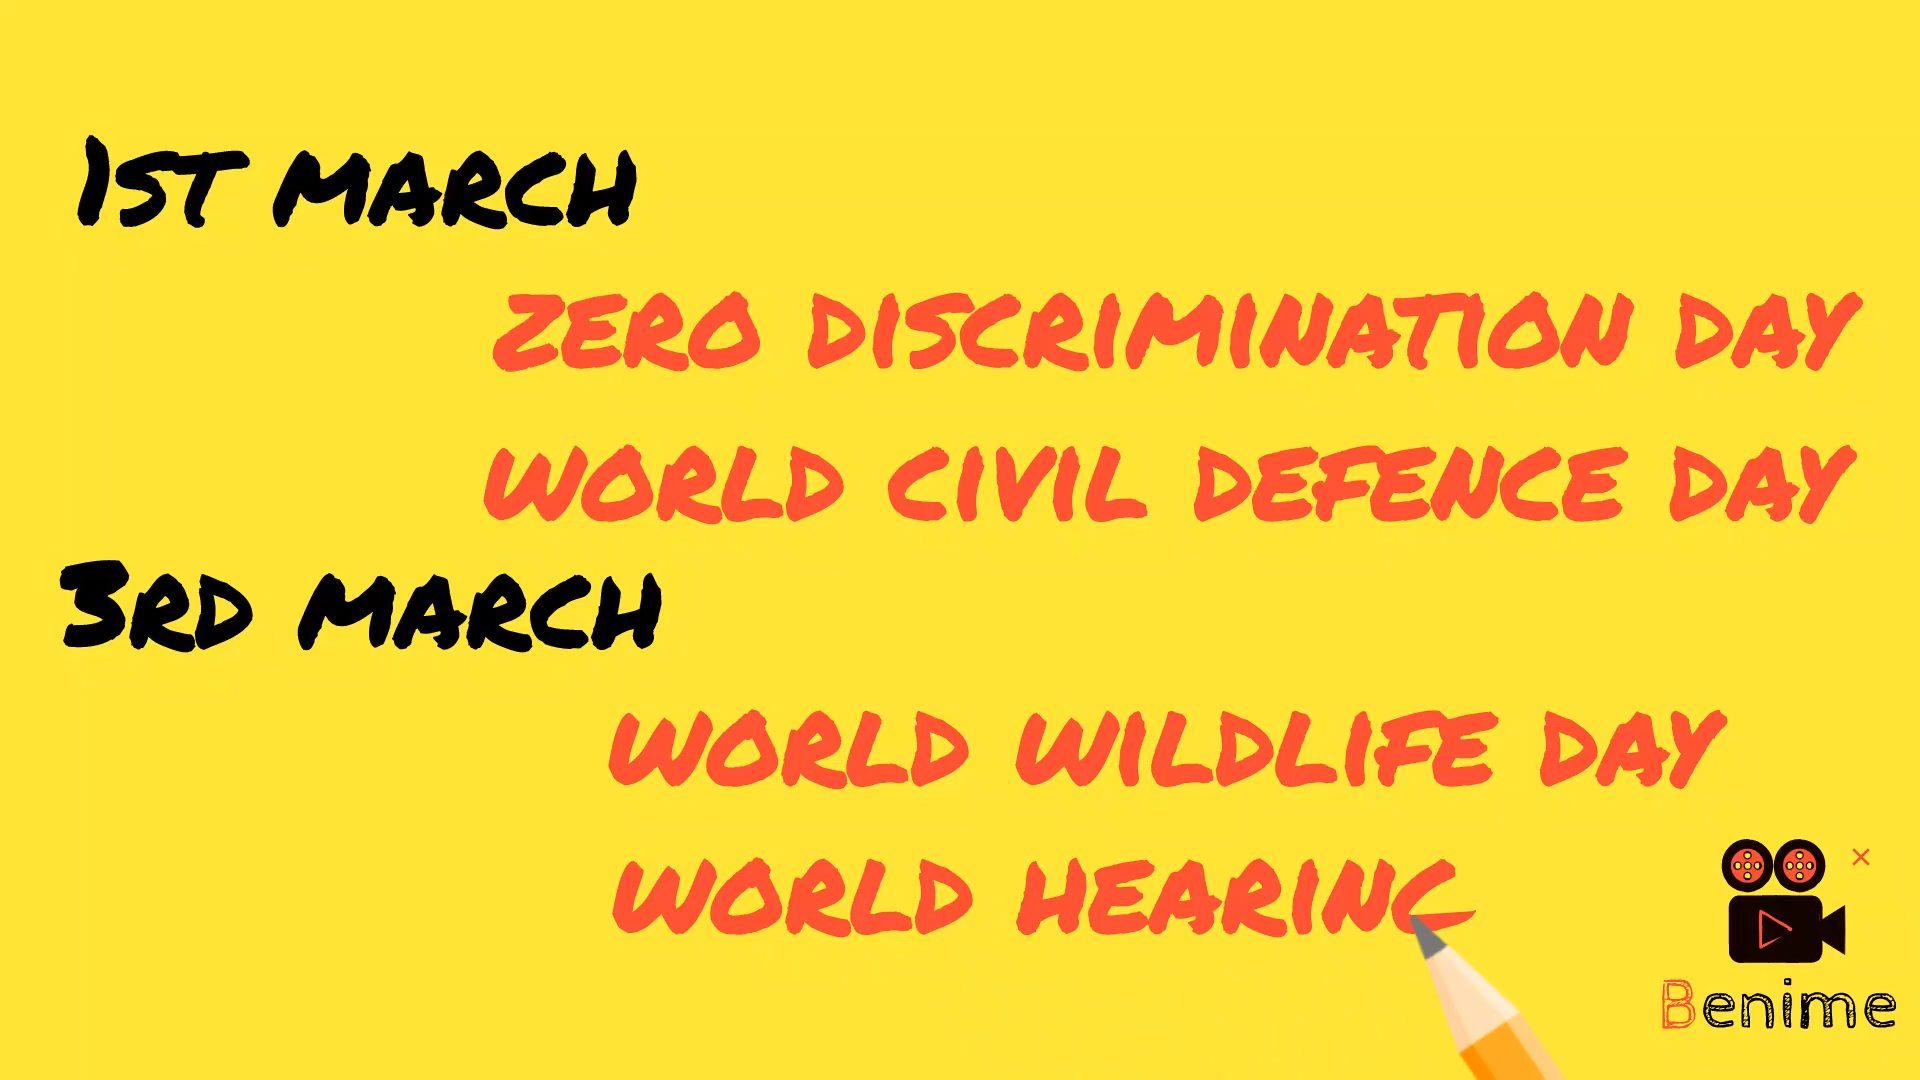 1ST MARCH
ZERO DISCRIMINATION DAY
WORLD CIVIL DEFENCE DAY
3RD MARCH
WORLD WILDLIFE DAY
WORLD HEARING
Benime